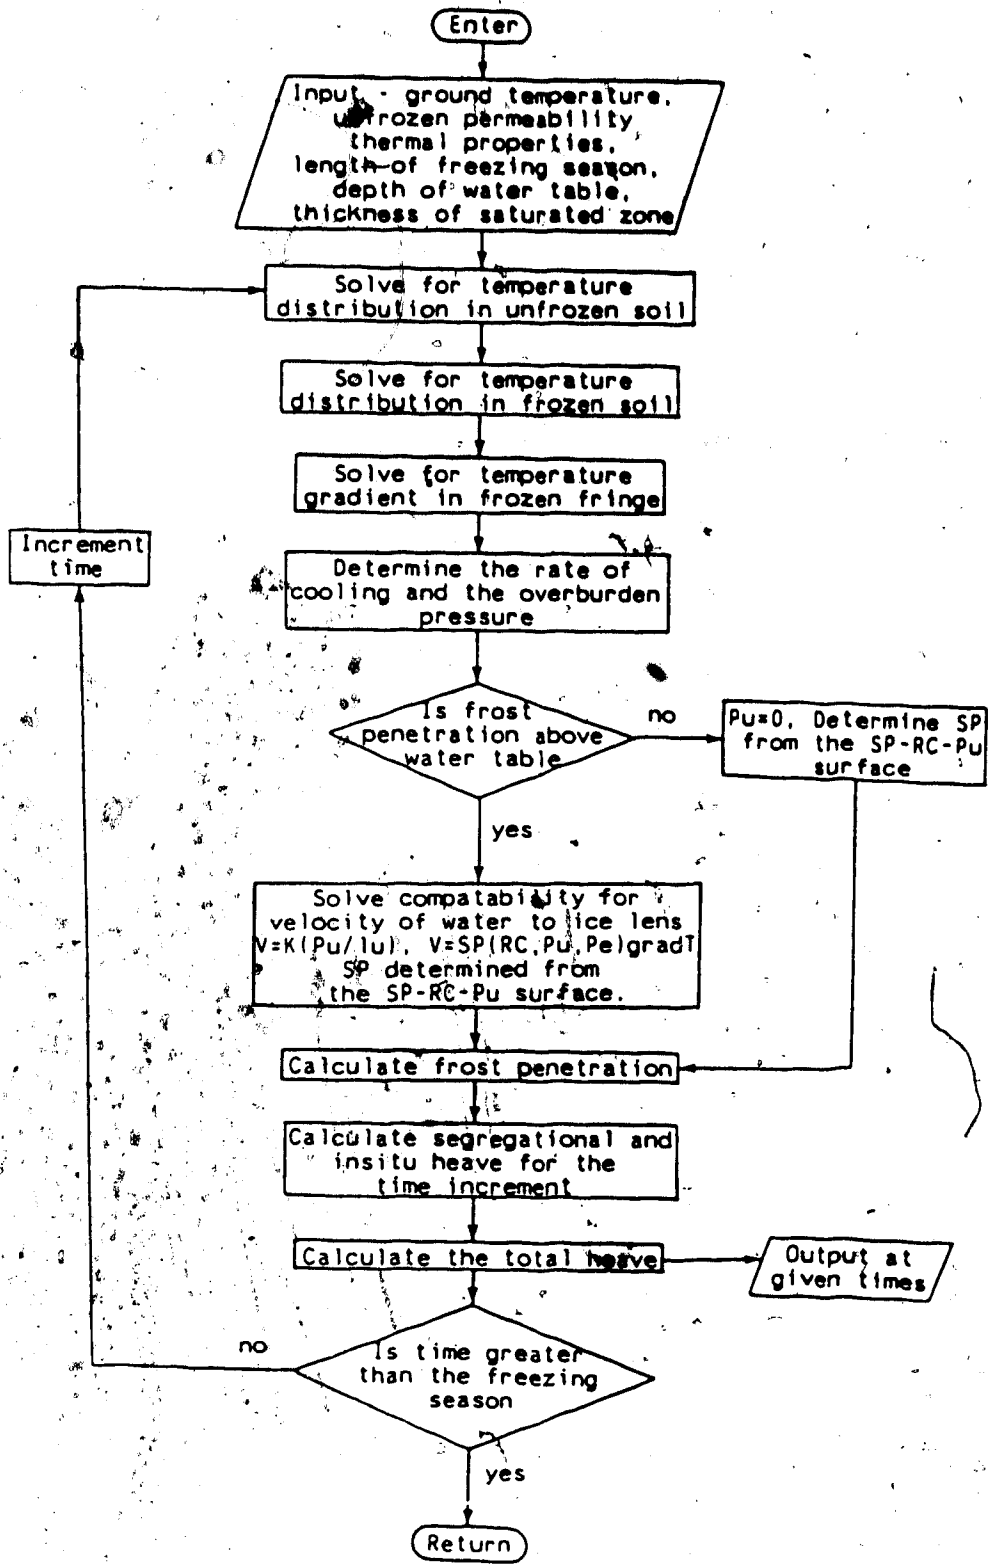 Enter
Input - ground temperature,
unfrozen permeability
thermal properties,
length of freezing season,
depth of water table,
thickness of saturated zone
Solve for temperature
distribution in unfrozen soil
Solve for temperature
distribution in frozen soil
Solve for temperature
gradient in frozen fringe
Increment
time
Determine the rate of
cooling and the overburden
pressure
Is frost
penetration above
water table
no
Pu=0, Determine SP
from the SP-RC-Pu
surface
yes
Solve compatability for
velocity of water to ice lens
V=K(Pu/lu), V=SP(RC,Pu,Pe)gradT
SP determined from
the SP-RC-Pu surface.
Calculate frost penetration
Calculate segregational and
insitu heave for the
time increment
Calculate the total heave
Output at
given times
no
Is time greater
than the freezing
season
yes
Return